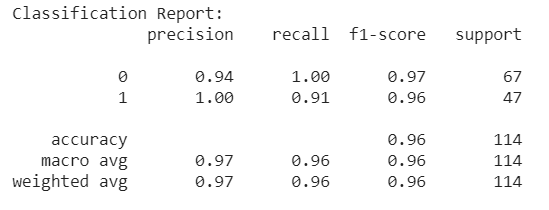 Classification Report:
precision recall f1-score support
0 0.94 1.00 0.97 67
1 1.00 0.91 0.96 47
accuracy 0.96 114
macro avg 0.97 0.96 0.96 114
weighted avg 0.97 0.96 0.96 114